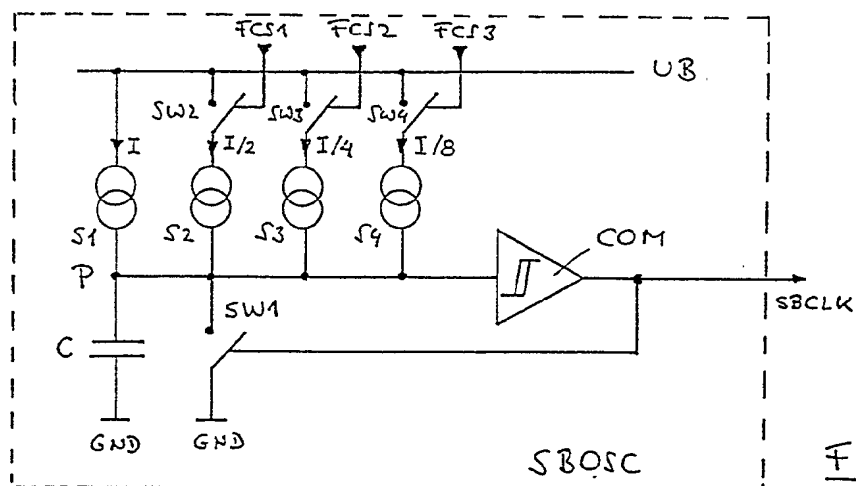 FCS1 FCS2 FCS3
UB
SW2 SW3 SW4
I I/2 I/4 I/8
S1 S2 S3 S4
COM
P
SBCLK
SW1
C
GND GND
SBOSC
F